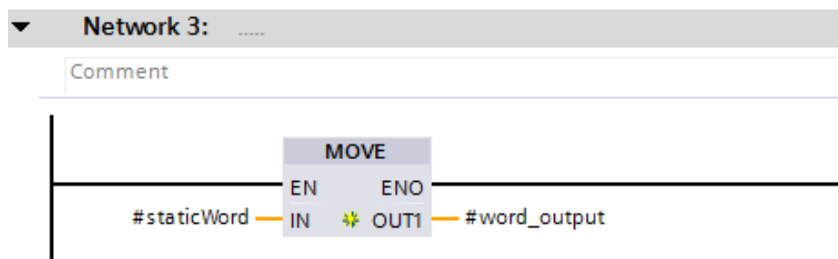 Network 3: .....
Comment
MOVE
EN ENO
#staticWord IN OUT1 #word_output